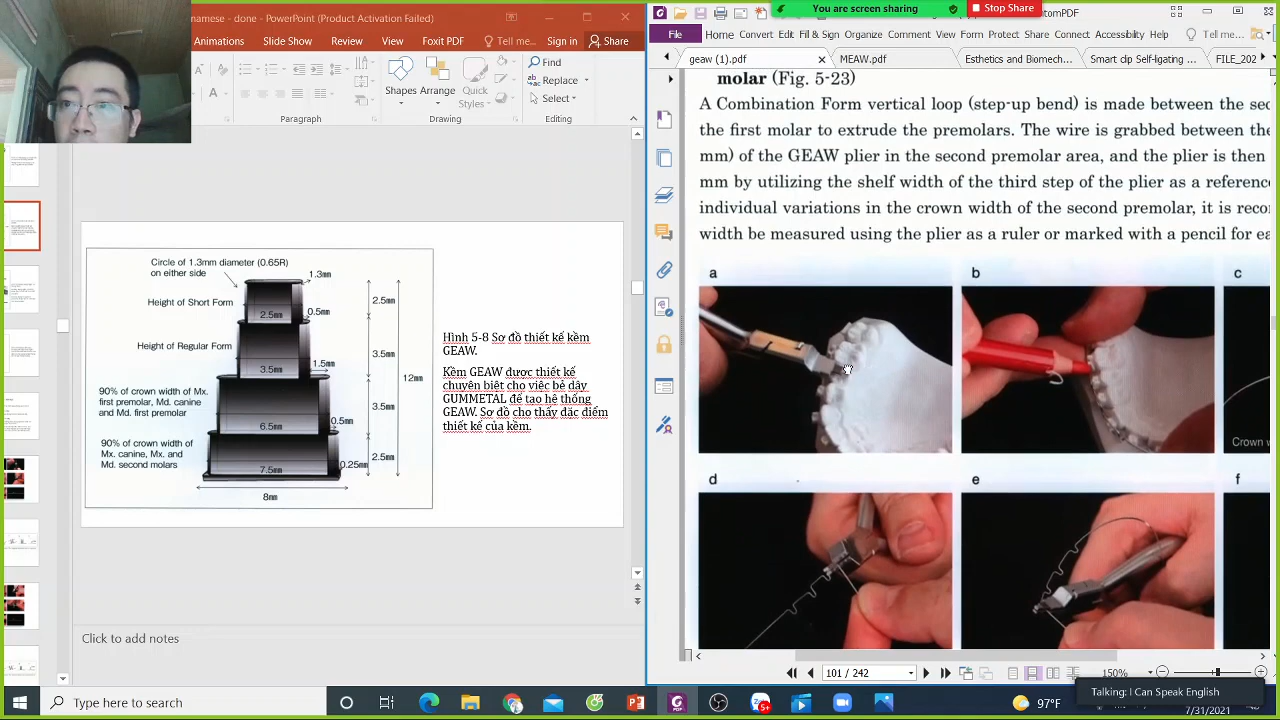 namese - done - PowerPoint (Product Activation Failed)
Animations Slide Show Review View Foxit PDF Tell me... Sign in Share
Shapes Arrange Quick Styles
Find
Replace
Select
Paragraph Drawing Editing
Circle of 1.3mm diameter (0.65R)
on either side
1.3mm
Height of Short Form
2.5mm
2.5mm
0.5mm
Height of Regular Form
3.5mm
1.5mm
3.5mm
12mm
90% of crown width of Mx.
first premolar, Md. canine
and Md. first premolar
3.5mm
6.5mm
0.5mm
90% of crown width of
Mx. canine, Mx. and
Md. second molars
2.5mm
7.5mm
0.25mm
8mm
Hình 5-8 Sơ đồ thiết kế kềm
GEAW.
Kềm GEAW được thiết kế
chuyên biệt cho việc bẻ dây
GUMMETAL để tạo hệ thống
GEAW. Sơ đồ cho thấy đặc điểm
thiết kế của kềm.
Click to add notes
You are screen sharing
Stop Share
tomPDF
File Home Convert Edit Fill & Sign Organize Comment View Form Protect Connect Accessibility Help Tell me...
geaw (1).pdf
MEAW.pdf
Esthetics and Biomech...
Smart dip Self-ligating ...
FILE_202
molar (Fig. 5-23)
A Combination Form vertical loop (step-up bend) is made between the sec
the first molar to extrude the premolars. The wire is grabbed between the
mm) of the GEAW plier in the second premolar area, and the plier is then
mm by utilizing the shelf width of the third step of the plier as a reference
individual variations in the crown width of the second premolar, it is reco
width be measured using the plier as a ruler or marked with a pencil for ea
a
b
c
Crown w
d
e
f
101 / 242
150%
Talking: I Can Speak English
Type here to search
97°F
7/31/2021